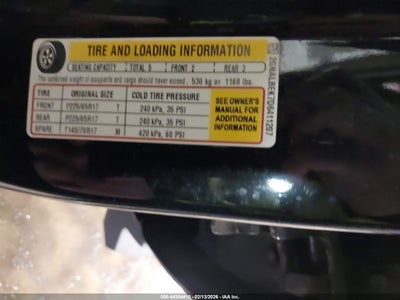 TIRE AND LOADING INFORMATION
SEATING CAPACITY TOTAL 5 FRONT 2 REAR 3
The combined weight of occupants and cargo should never exceed 530 kg or 1168 lbs.
TIRE ORIGINAL SIZE COLD TIRE PRESSURE
FRONT P225/65R17 T 240 kPa, 35 PSI
REAR P225/65R17 T 240 kPa, 35 PSI
SPARE T145/70R17 M 420 kPa, 60 PSI
SEE OWNER'S
MANUAL FOR
ADDITIONAL
INFORMATION
2GNALBEK7D6411297
02/13/2026 - IAA Inc.